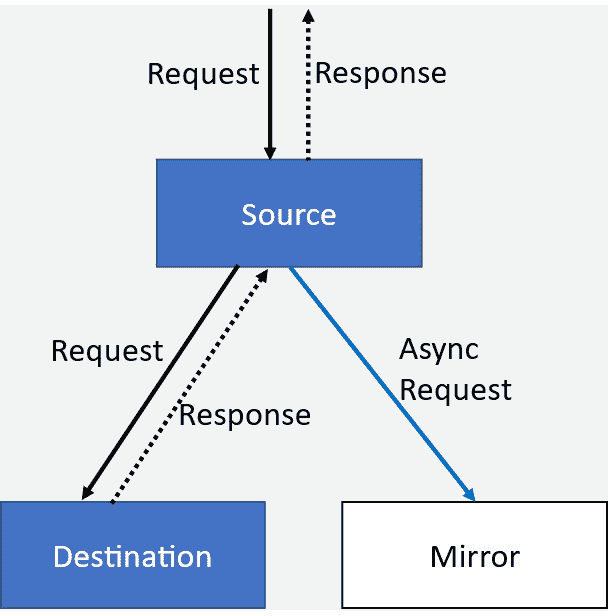 Request
Response
Source
Request
Async
Request
Response
Destination
Mirror